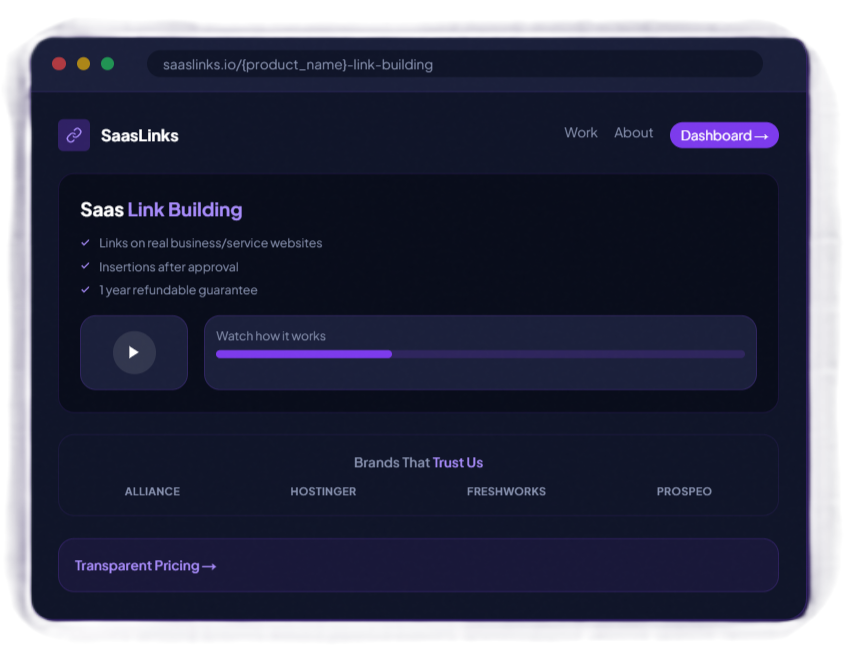 saaslinks.io/{product_name}-link-building
SaasLinks
Work About Dashboard→
Saas Link Building
Links on real business/service websites
Insertions after approval
1 year refundable guarantee
Watch how it works
Brands That Trust Us
ALLIANCE HOSTINGER FRESHWORKS PROSPEO
Transparent Pricing→